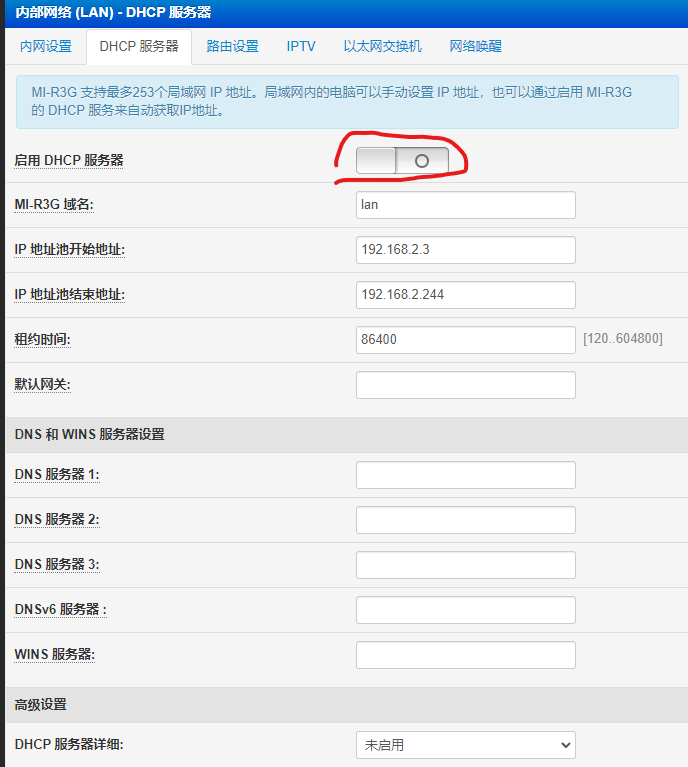 内部网络 (LAN) - DHCP 服务器
内网设置 DHCP 服务器 路由设置 IPTV 以太网交换机 网络唤醒
MI-R3G 支持最多253个局域网 IP 地址。局域网内的电脑可以手动设置 IP 地址，也可以通过启用 MI-R3G
的 DHCP 服务来自动获取IP地址。
启用 DHCP 服务器
MI-R3G 域名: lan
IP 地址池开始地址: 192.168.2.3
IP 地址池结束地址: 192.168.2.244
租约时间: 86400 [120..604800]
默认网关:
DNS 和 WINS 服务器设置
DNS 服务器 1:
DNS 服务器 2:
DNS 服务器 3:
DNSv6 服务器 :
WINS 服务器:
高级设置
DHCP 服务器详细: 未启用